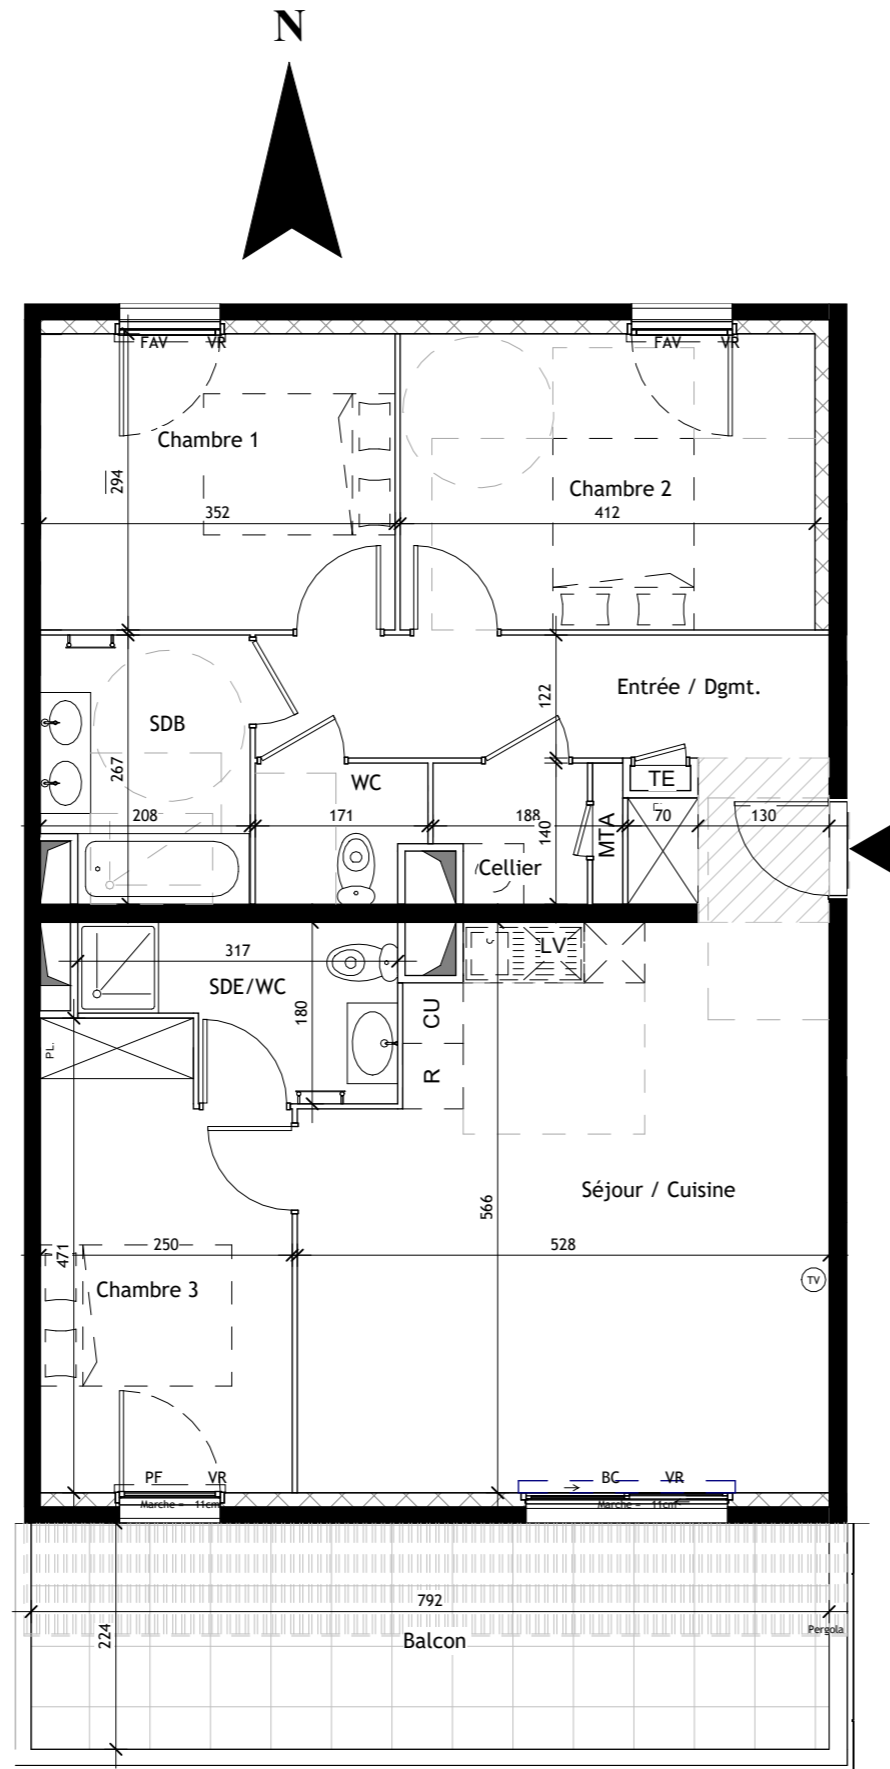 N
FAV VR
FAV VR
Chambre 1
294
Chambre 2
352
412
Entrée / Dgmt.
122
SDB
267
WC
TE
208
171
188
140
MTA
70
130
Cellier
317
LV
SDE/WC
180
CU
PL.
R
Séjour / Cuisine
566
471
250
528
TV
Chambre 3
PF VR
BC VR
Marche = 11cm
Marche = 11cm
792
224
Pergola
Balcon